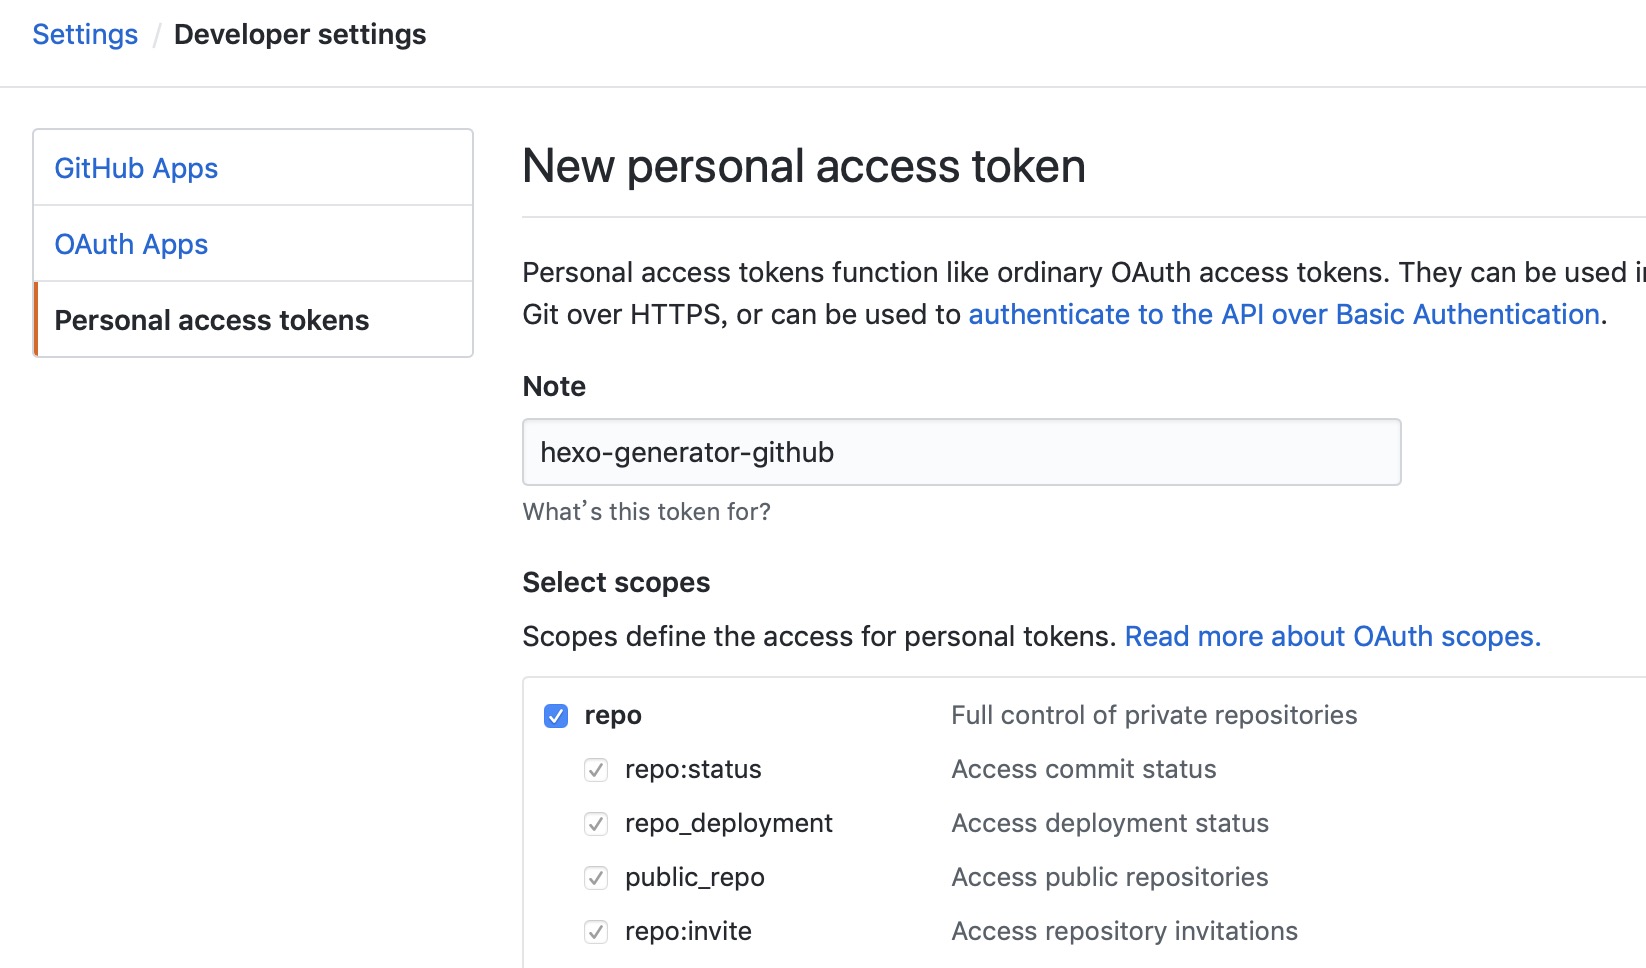 Settings / Developer settings
GitHub Apps
OAuth Apps
Personal access tokens
New personal access token
Personal access tokens function like ordinary OAuth access tokens. They can be used
Git over HTTPS, or can be used to authenticate to the API over Basic Authentication.
Note
hexo-generator-github
What's this token for?
Select scopes
Scopes define the access for personal tokens. Read more about OAuth scopes.
repo Full control of private repositories
repo:status Access commit status
repo_deployment Access deployment status
public_repo Access public repositories
repo:invite Access repository invitations